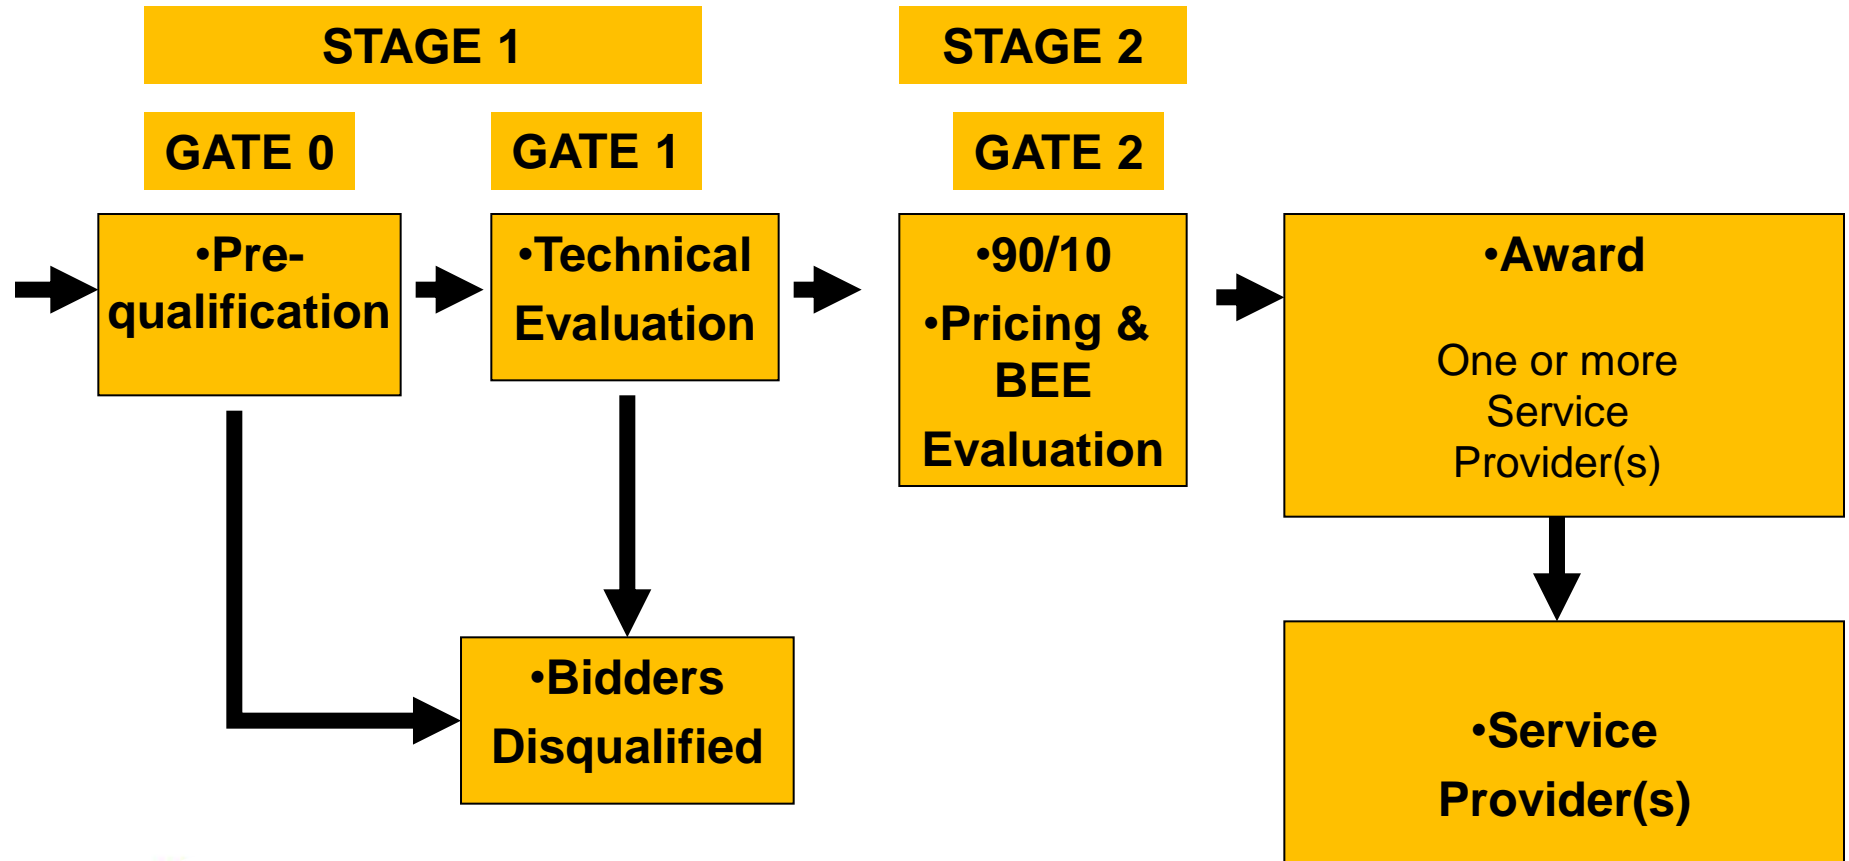 STAGE 1
STAGE 2
GATE 0
GATE 1
GATE 2
•Pre-
qualification
•Technical
Evaluation
•90/10
•Pricing &
BEE
Evaluation
•Award
One or more
Service
Provider(s)
•Bidders
Disqualified
•Service
Provider(s)